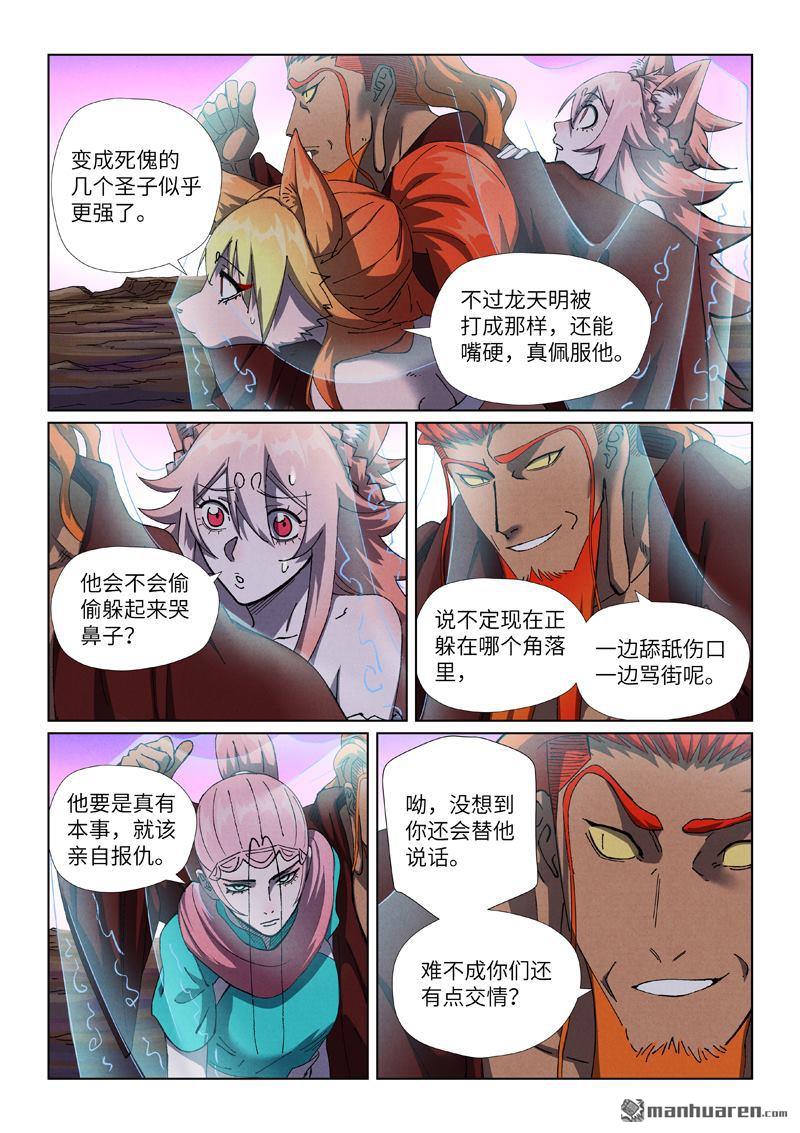 变成死傀的
几个圣子似乎
更强了。
不过龙天明被
打成那样，还能
嘴硬，真佩服他。
他会不会偷
偷躲起来哭
鼻子？
说不定现在正
躲在哪个角落
里，
一边舔舐伤口
一边骂街呢。
他要是真有
本事，就该
亲自报仇。
呦，没想到
你还会替他
说话。
难不成你们还
有点交情？
manhuaren.com